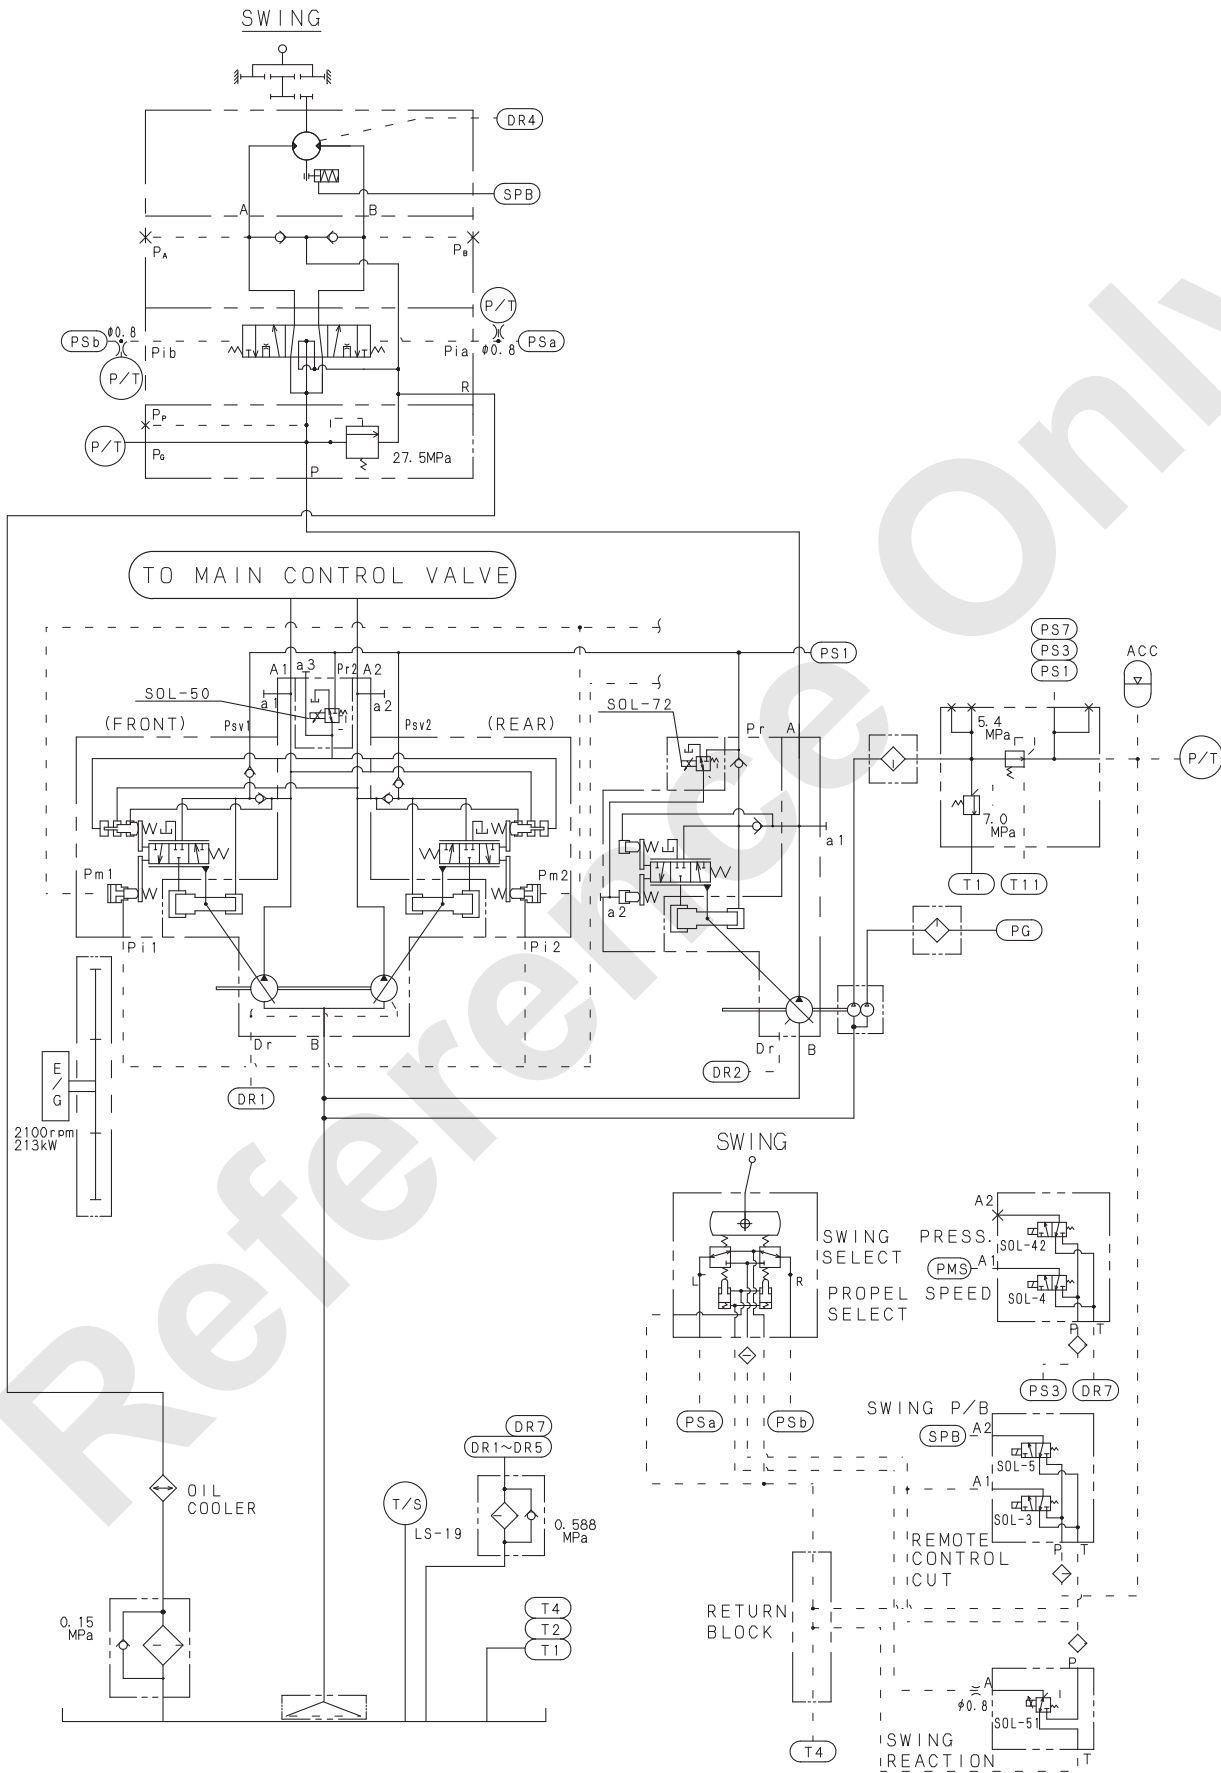 SWING
DR4
SPB
A
B
PA
PB
P/T
φ0.8
PSb
PSa
Pib
Pia
φ0.8
P/T
R
PP
P/T
PG
27.5MPa
P
TO MAIN CONTROL VALVE
PS7
PS3
PS1
PS1
ACC
A1
a3
Pr2
A2
SOL-50
a1
a2
SOL-72
(FRONT)
Psv1
Psv2
(REAR)
Pr
A
5.4
MPa
P/T
7.0
MPa
a1
Pm1
Pm2
T1
T11
a2
Pi1
Pi2
PG
Dr
B
Dr
B
E/G
DR2
DR1
2100rpm
213kW
SWING
A2
SWING
SELECT
PRESS.
SOL-42
PMS
A1
L
R
PROPEL
SELECT
SPEED
SOL-4
P
T
PS3
DR7
SWING P/B
PSa
PSb
SPB
A2
DR7
DR1~DR5
SOL-5
A1
OIL
COOLER
T/S
LS-19
0.588
MPa
SOL-3
REMOTE
CONTROL
CUT
P
T
0.15
MPa
T4
T2
T1
RETURN
BLOCK
P
A
φ0.8
SOL-51
SWING
REACTION
T
T4
Reference Only